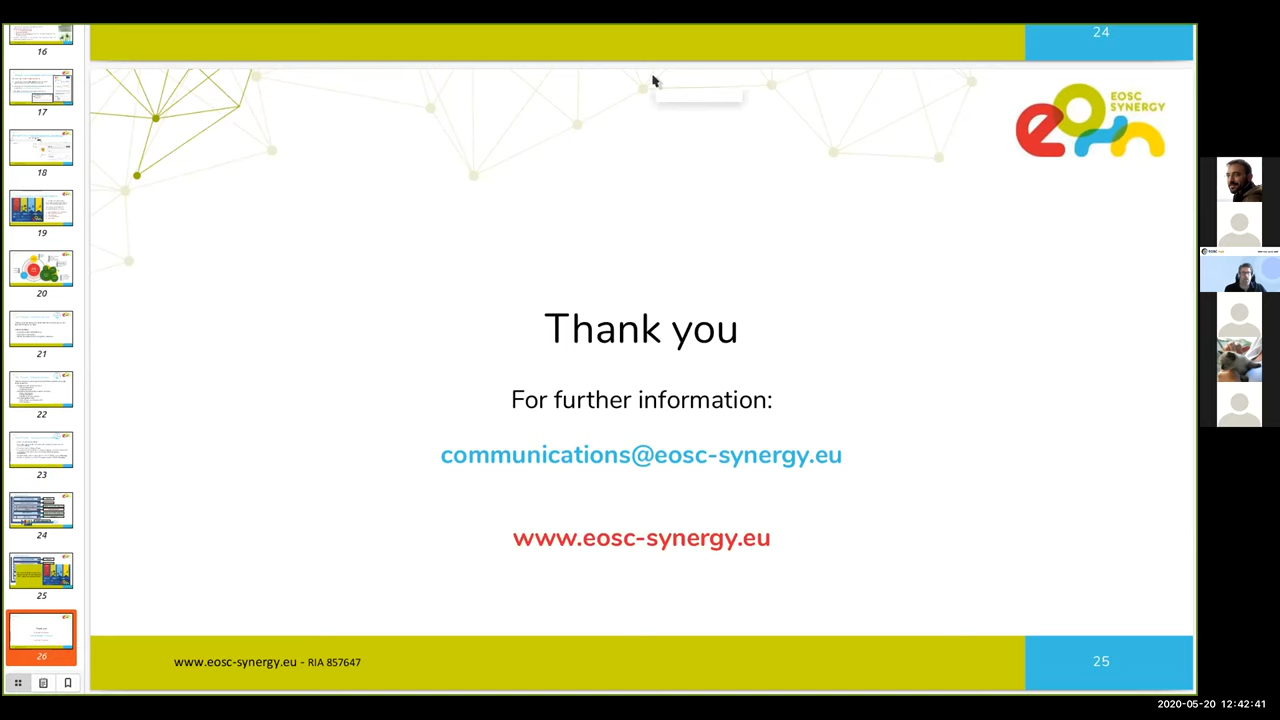 16
17
18
19
20
21
22
23
24
25
26
24
EOSC
SYNERGY
Thank you
For further information:
communications@eosc-synergy.eu
www.eosc-synergy.eu
www.eosc-synergy.eu - RIA 857647
25
2020-05-20 12:42:41